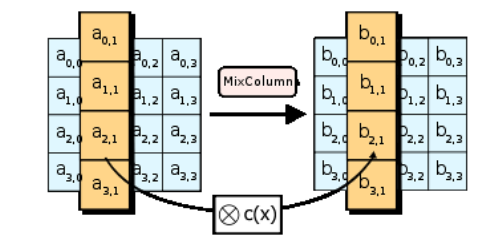 a0,0 a0,1 a0,2 a0,3
a1,0 a1,1 a1,2 a1,3
a2,0 a2,1 a2,2 a2,3
a3,0 a3,1 a3,2 a3,3
MixColumn
⊗ c(x)
b0,0 b0,1 b0,2 b0,3
b1,0 b1,1 b1,2 b1,3
b2,0 b2,1 b2,2 b2,3
b3,0 b3,1 b3,2 b3,3